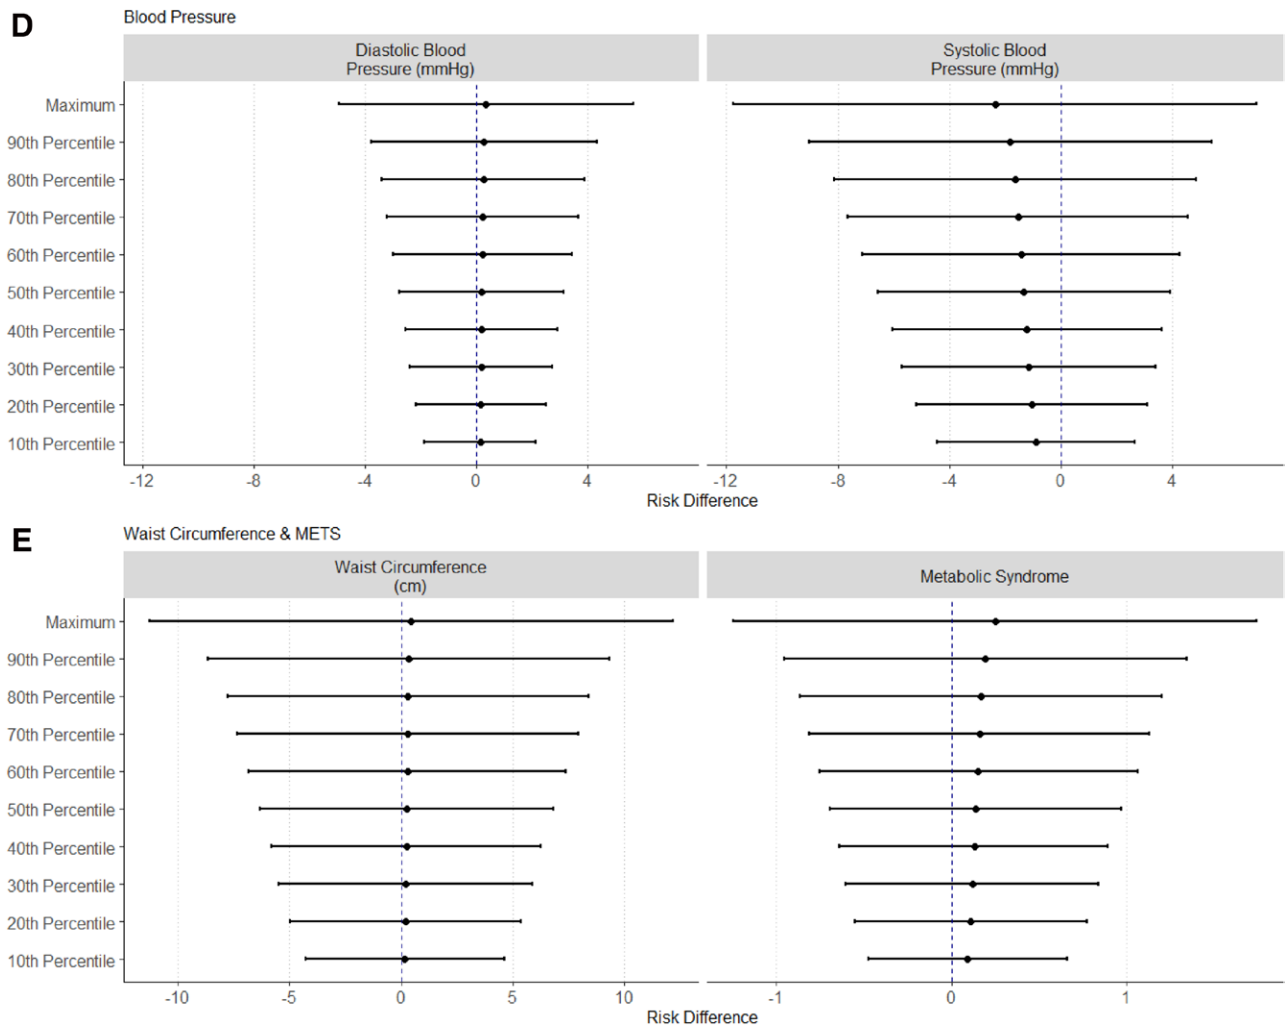 D
Blood Pressure
Diastolic Blood
Pressure (mmHg)
Systolic Blood
Pressure (mmHg)
Maximum
90th Percentile
80th Percentile
70th Percentile
60th Percentile
50th Percentile
40th Percentile
30th Percentile
20th Percentile
10th Percentile
-12 -8 -4 0 4
-12 -8 -4 0 4
Risk Difference
E
Waist Circumference & METS
Waist Circumference
(cm)
Metabolic Syndrome
Maximum
90th Percentile
80th Percentile
70th Percentile
60th Percentile
50th Percentile
40th Percentile
30th Percentile
20th Percentile
10th Percentile
-10 -5 0 5 10
-1 0 1
Risk Difference